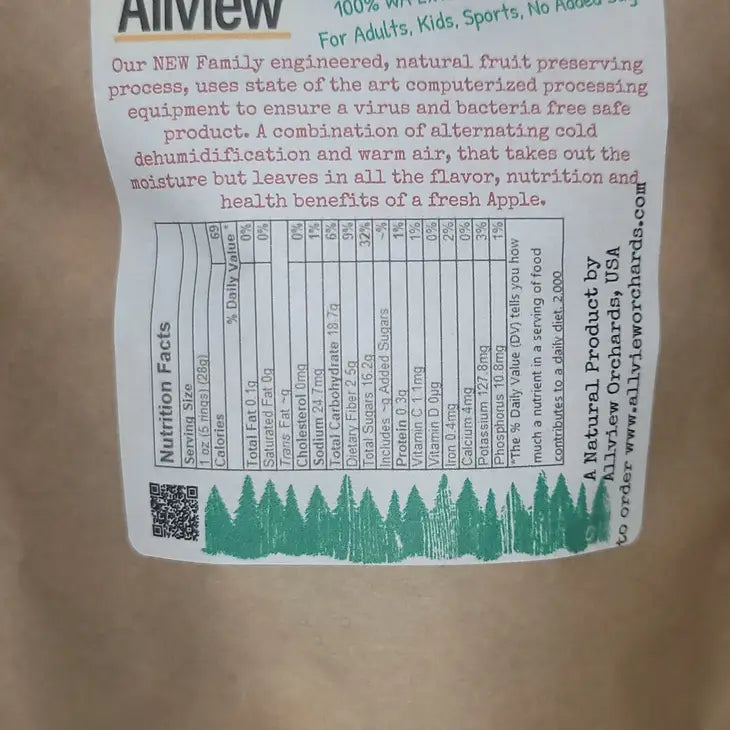 Allview
100% WA
For Adults, Kids, Sports, No Added
Our NEW Family engineered, natural fruit preserving
process, uses state of the art computerized processing
equipment to ensure a virus and bacteria free safe
product. A combination of alternating cold
dehumidification and warm air, that takes out the
moisture but leaves in all the flavor, nutrition and
health benefits of a fresh Apple.
Nutrition Facts
Serving Size
1 oz (5 rings) (28g)
Calories 69
% Daily Value *
Total Fat 0.1g 0%
Saturated Fat 0g 0%
Trans Fat ~g
Cholesterol 0mg 0%
Sodium 24.7mg 1%
Total Carbohydrate 18.7g 6%
Dietary Fiber 2.5g 9%
Total Sugars 16.2g 32%
Includes ~g Added Sugars ~%
Protein 0.3g 1%
Vitamin C 1.1mg 1%
Vitamin D 0µg 0%
Iron 0.4mg 2%
Calcium 4mg 0%
Potassium 127.8mg 3%
Phosphorus 10.8mg 1%
*The % Daily Value (DV) tells you how
much a nutrient in a serving of food
contributes to a daily diet. 2,000
A Natural Product by
Allview Orchards, USA
to order www.allvieworchards.com